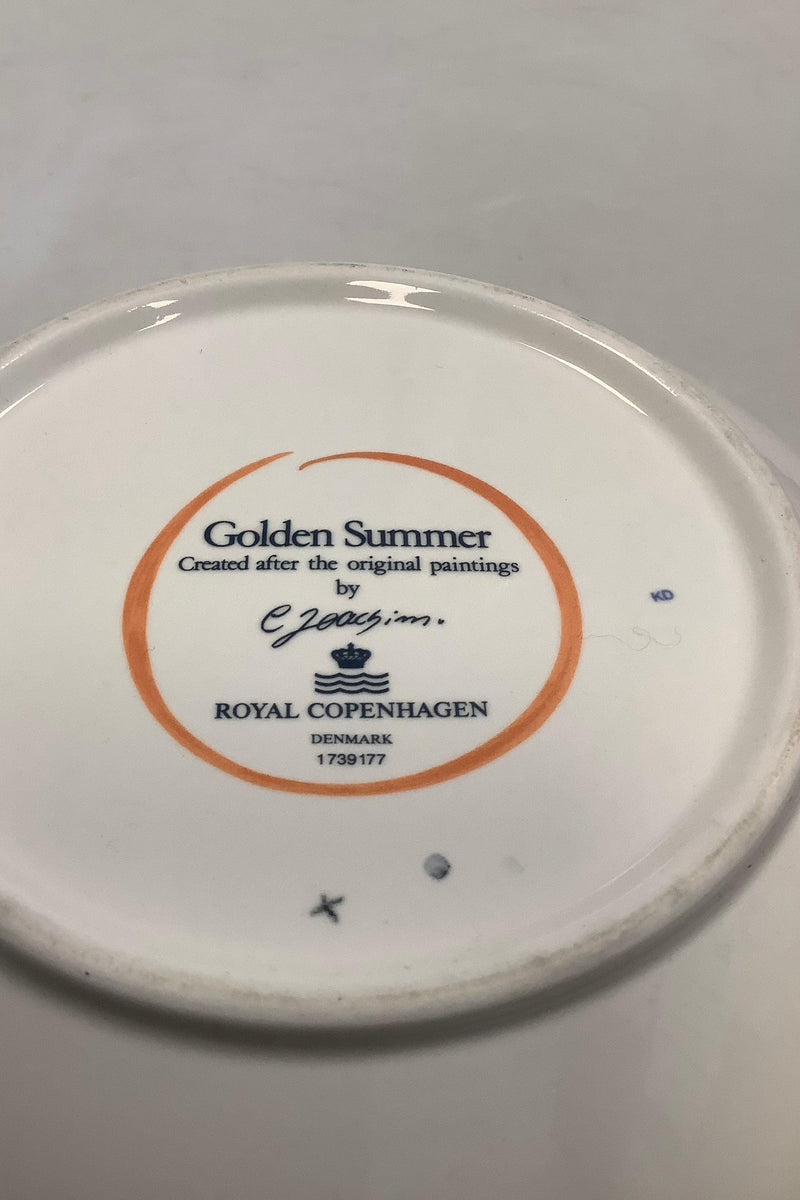 Golden Summer
Created after the original paintings
by
C Joachim.
ROYAL COPENHAGEN
DENMARK
1739177
KD